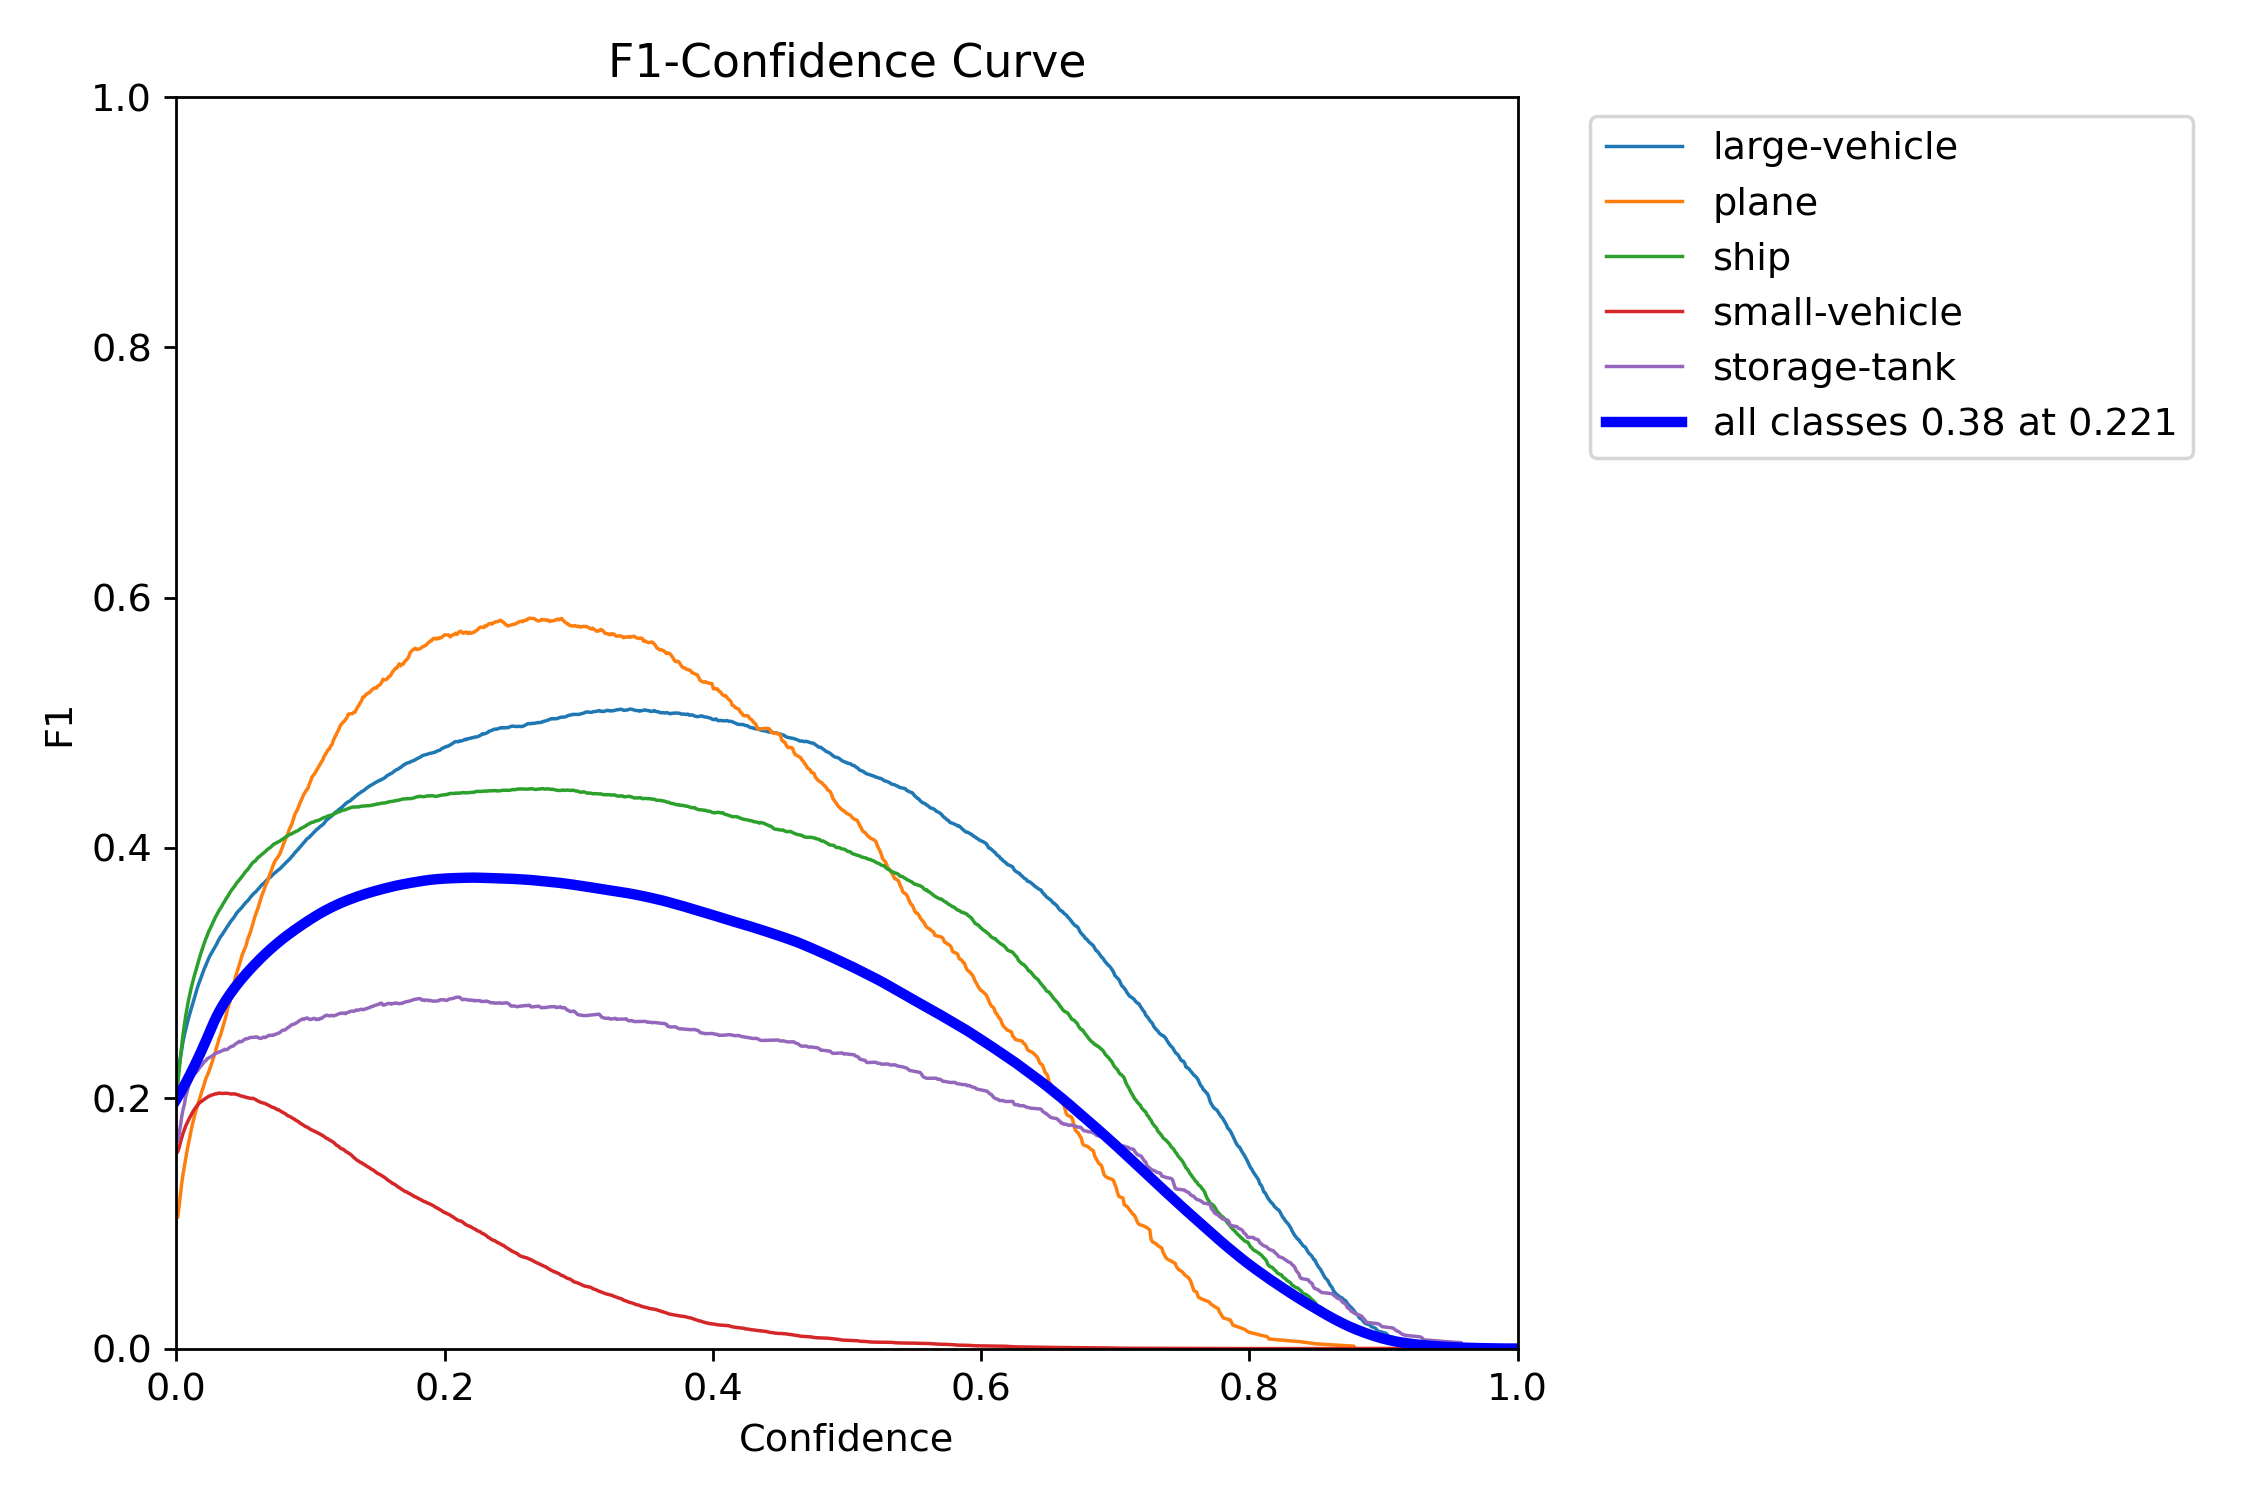 F1-Confidence Curve
1.0
0.8
0.6
0.4
0.2
0.0
F1
0.0 0.2 0.4 0.6 0.8 1.0
Confidence
large-vehicle
plane
ship
small-vehicle
storage-tank
all classes 0.38 at 0.221